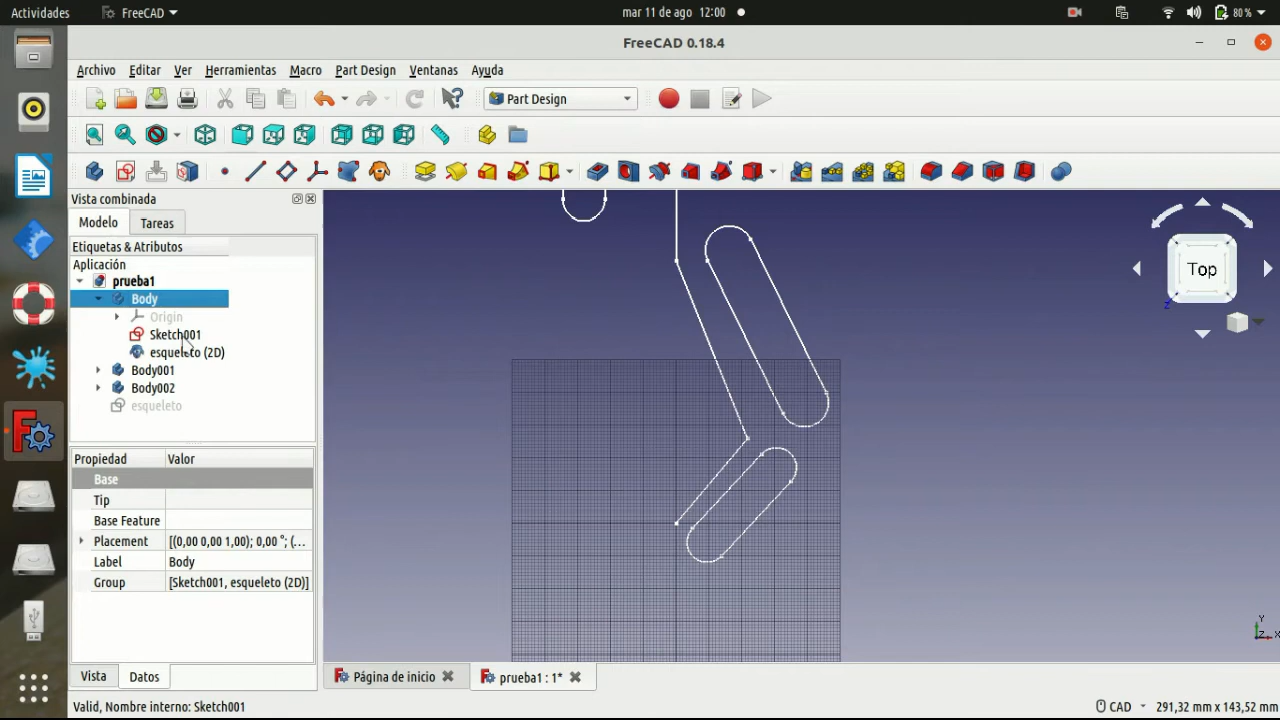 Actividades
FreeCAD
mar 11 de ago 12:00
80 %
FreeCAD 0.18.4
Archivo Editar Ver Herramientas Macro Part Design Ventanas Ayuda
Part Design
Vista combinada
Modelo Tareas
Etiquetas & Atributos
Aplicación
prueba1
Body
Origin
Sketch001
esqueleto (2D)
Body001
Body002
esqueleto
Top
Z
Propiedad Valor
Base
Tip
Base Feature
Placement [(0,00 0,00 1,00); 0,00 °; (...
Label Body
Group [Sketch001, esqueleto (2D)]
Y
Z X
Vista Datos
Página de inicio
prueba1 : 1*
Valid, Nombre interno: Sketch001
CAD
291,32 mm x 143,52 mm